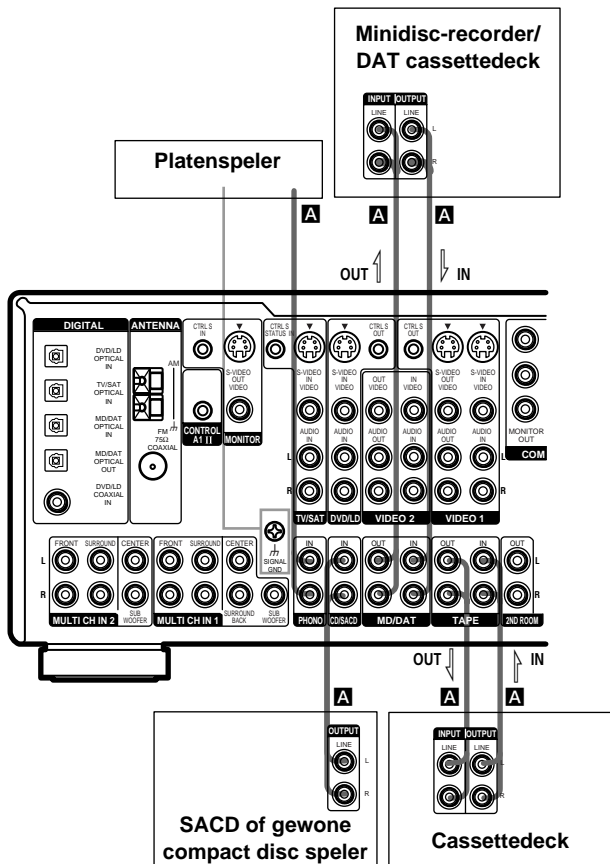 Minidisc-recorder/
DAT cassettedeck
INPUT OUTPUT
LINE LINE
L
R
Platenspeler
A
A A
OUT IN
DIGITAL
DVD/LD
OPTICAL
IN
TV/SAT
OPTICAL
IN
MD/DAT
OPTICAL
IN
MD/DAT
OPTICAL
OUT
DVD/LD
COAXIAL
IN
ANTENNA
AM
FM
75Ω
COAXIAL
CTRL S
IN
CONTROL
A1 II
S-VIDEO
OUT
VIDEO
MONITOR
CTRL S
STATUS IN
SIGNAL
GND
S-VIDEO
IN
VIDEO
AUDIO
IN
L
R
TV/SAT
S-VIDEO
IN
VIDEO
AUDIO
IN
DVD/LD
CTRL S
OUT
OUT
VIDEO
AUDIO
OUT
CTRL S
OUT
IN
VIDEO
AUDIO
IN
VIDEO 2
S-VIDEO
OUT
VIDEO
AUDIO
OUT
S-VIDEO
IN
VIDEO
AUDIO
IN
L
R
VIDEO 1
MONITOR
OUT
COM
FRONT SURROUND CENTER
L
R
SUB
WOOFER
MULTI CH IN 2
FRONT SURROUND CENTER
SURROUND
BACK
SUB
WOOFER
MULTI CH IN 1
IN
PHONO
IN
CD/SACD
OUT IN
MD/DAT
OUT IN
TAPE
OUT
L
R
2ND ROOM
OUT IN
A A A
OUTPUT
LINE
L
R
SACD of gewone
compact disc speler
INPUT OUTPUT
LINE LINE
L
R
Cassettedeck